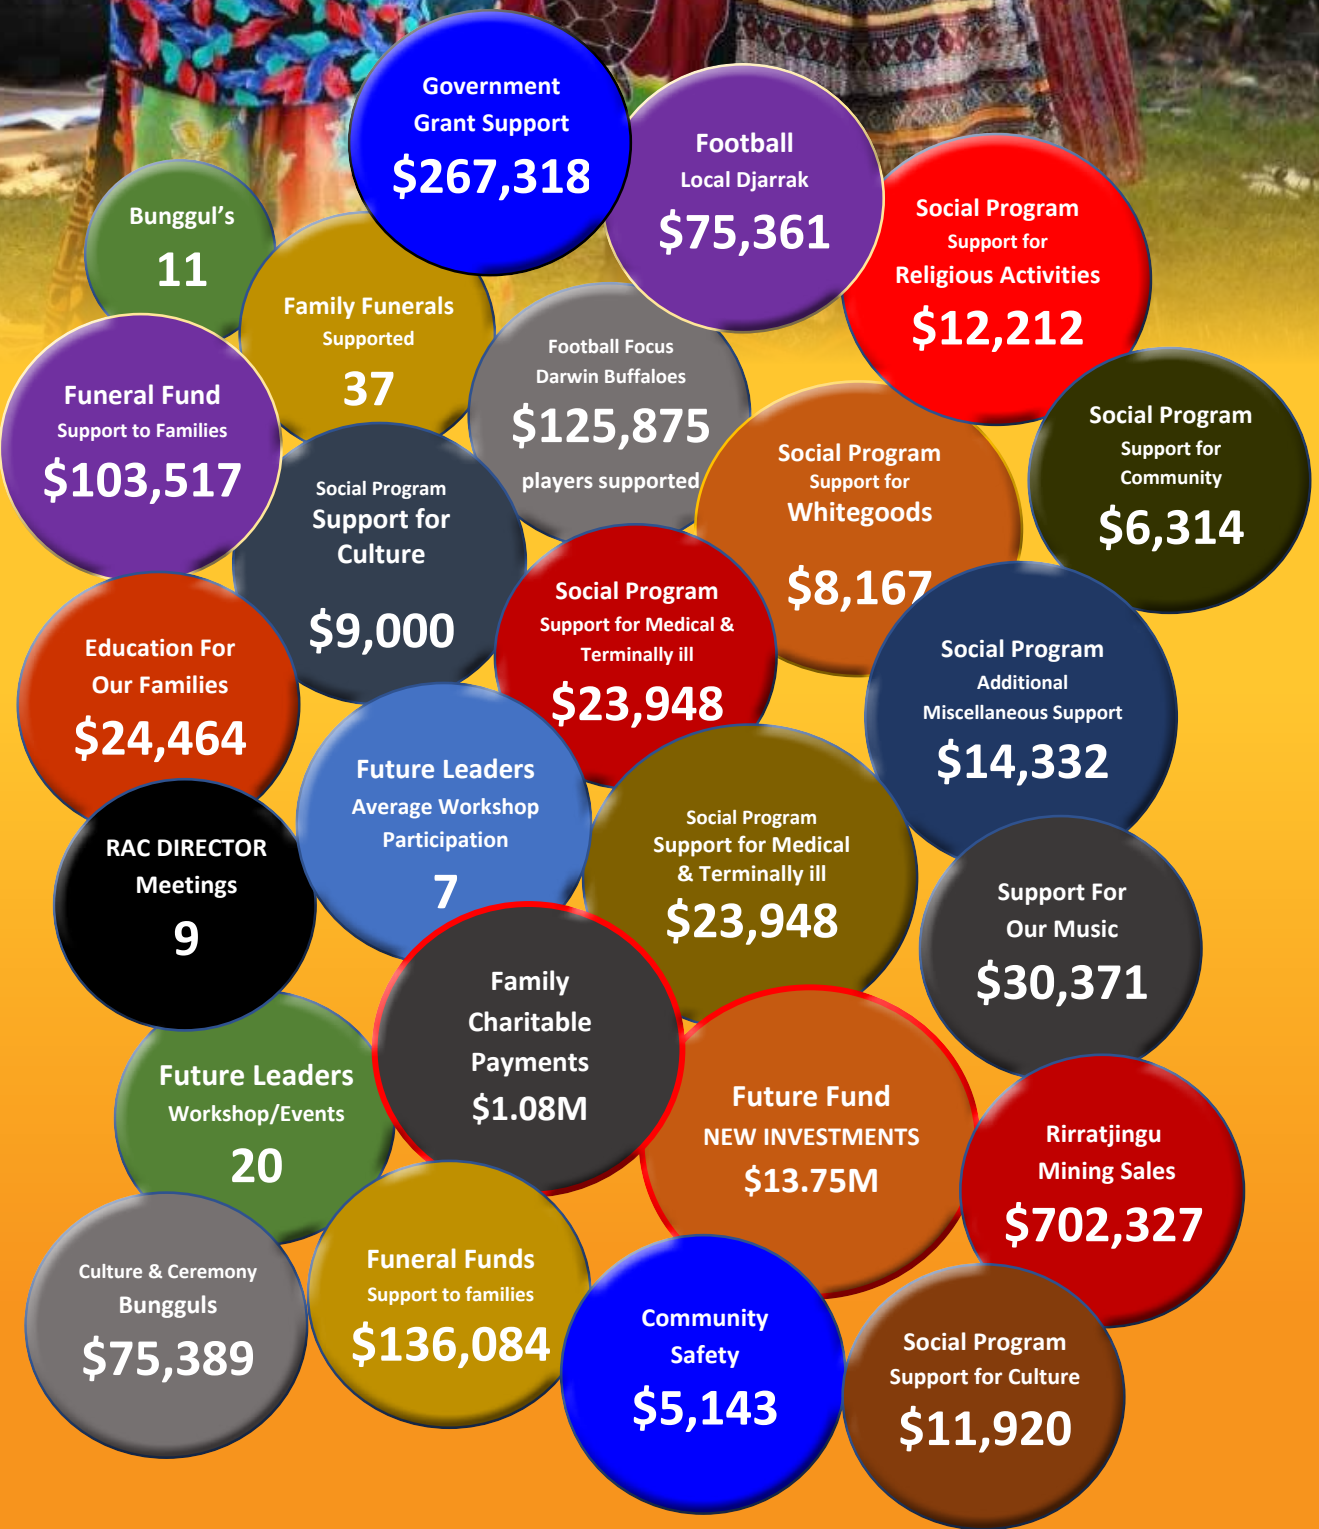 Government
Grant Support
$267,318
Football
Local Djarrak
$75,361
Social Program
Support for
Religious Activities
$12,212
Bunggul’s
11
Family Funerals
Supported
37
Football Focus
Darwin Buffaloes
$125,875
players supported
Funeral Fund
Support to Families
$103,517
Social Program
Support for
Culture
$9,000
Social Program
Support for
Whitegoods
$8,167
Social Program
Support for
Community
$6,314
Social Program
Support for Medical &
Terminally ill
$23,948
Education For
Our Families
$24,464
Social Program
Additional
Miscellaneous Support
$14,332
Future Leaders
Average Workshop
Participation
7
Social Program
Support for Medical
& Terminally ill
$23,948
RAC DIRECTOR
Meetings
9
Support For
Our Music
$30,371
Family
Charitable
Payments
$1.08M
Future Leaders
Workshop/Events
20
Future Fund
NEW INVESTMENTS
$13.75M
Rirratjingu
Mining Sales
$702,327
Culture & Ceremony
Bungguls
$75,389
Funeral Funds
Support to families
$136,084
Community
Safety
$5,143
Social Program
Support for Culture
$11,920